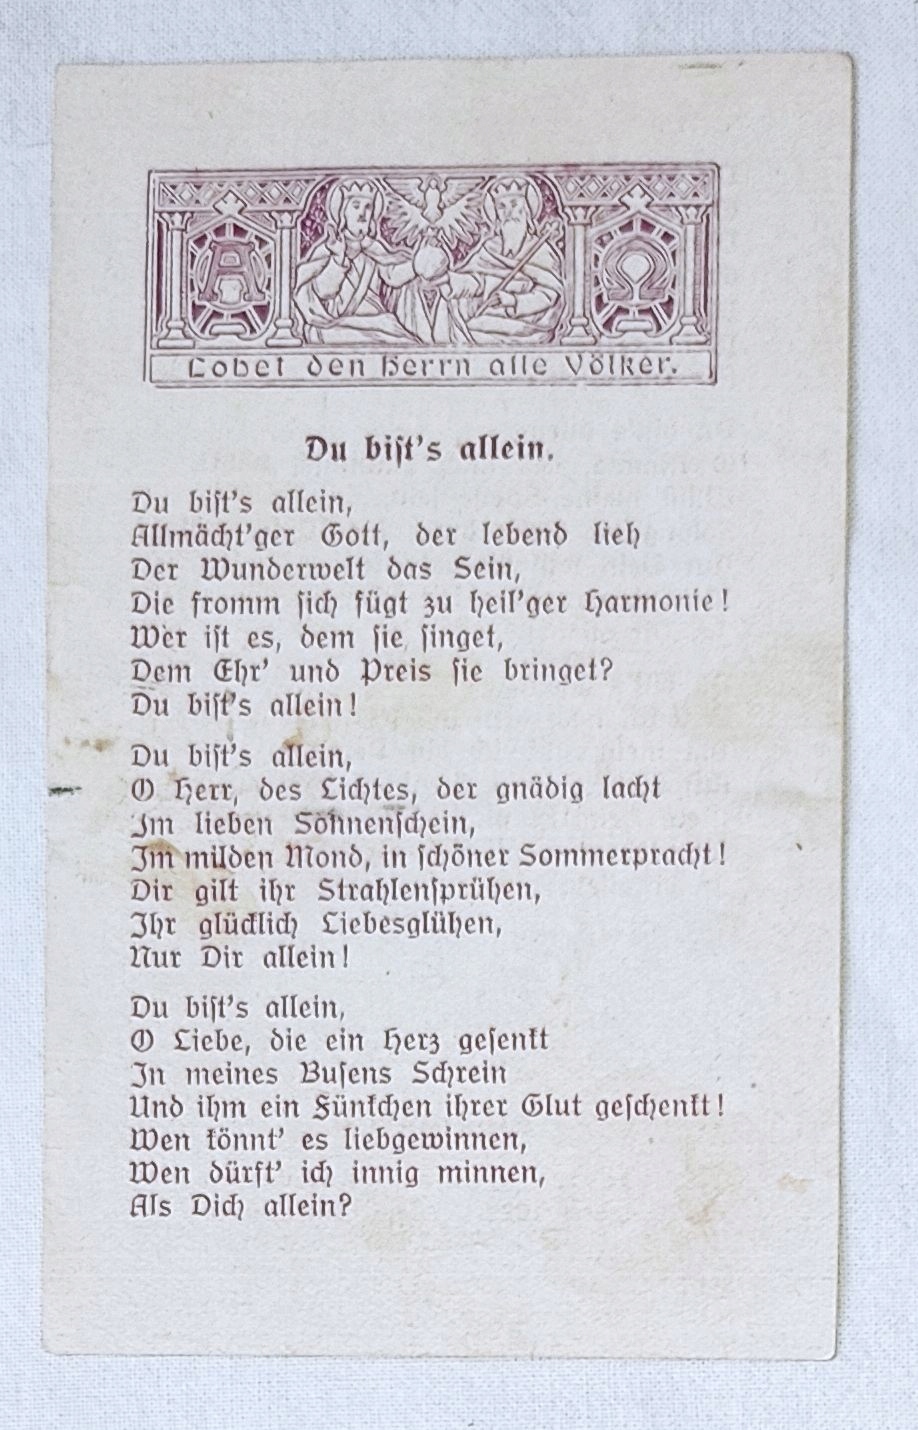 A Ω
Lobet den Herrn alle Völker.
Du biſt's allein.
Du biſt's allein,
Allmächt'ger Gott, der lebend lieh
Der Wunderwelt das Sein,
Die fromm ſich fügt zu heil'ger Harmonie!
Wer iſt es, dem ſie ſinget,
Dem Ehr' und Preis ſie bringet?
Du biſt's allein!
Du biſt's allein,
O Herr, des Lichtes, der gnädig lacht
Im lieben Sonnenſchein,
Im milden Mond, in ſchöner Sommerpracht!
Dir gilt ihr Strahlenſprühen,
Ihr glücklich Liebesglühen,
Nur Dir allein!
Du biſt's allein,
O Liebe, die ein Herz geſenkt
In meines Buſens Schrein
Und ihm ein Fünkchen ihrer Glut geſchenkt!
Wen könnt' es liebgewinnen,
Wen dürft' ich innig minnen,
Als Dich allein?